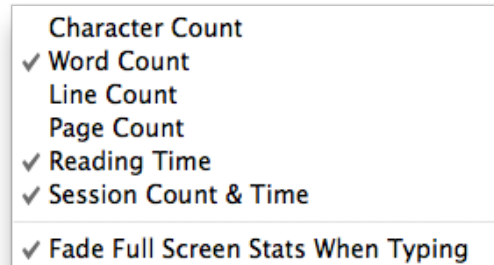 Character Count
✓ Word Count
Line Count
Page Count
✓ Reading Time
✓ Session Count & Time
✓ Fade Full Screen Stats When Typing